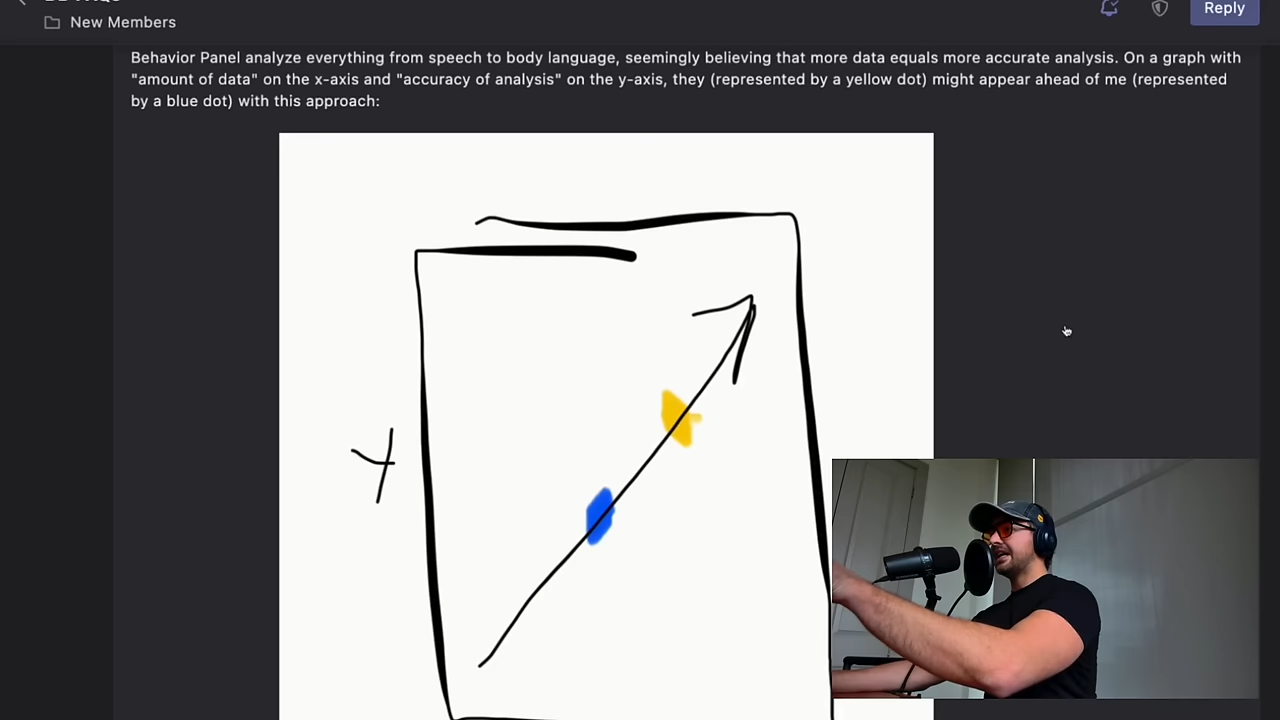 New Members
Reply
Behavior Panel analyze everything from speech to body language, seemingly believing that more data equals more accurate analysis. On a graph with
"amount of data" on the x-axis and "accuracy of analysis" on the y-axis, they (represented by a yellow dot) might appear ahead of me (represented
by a blue dot) with this approach:
Y